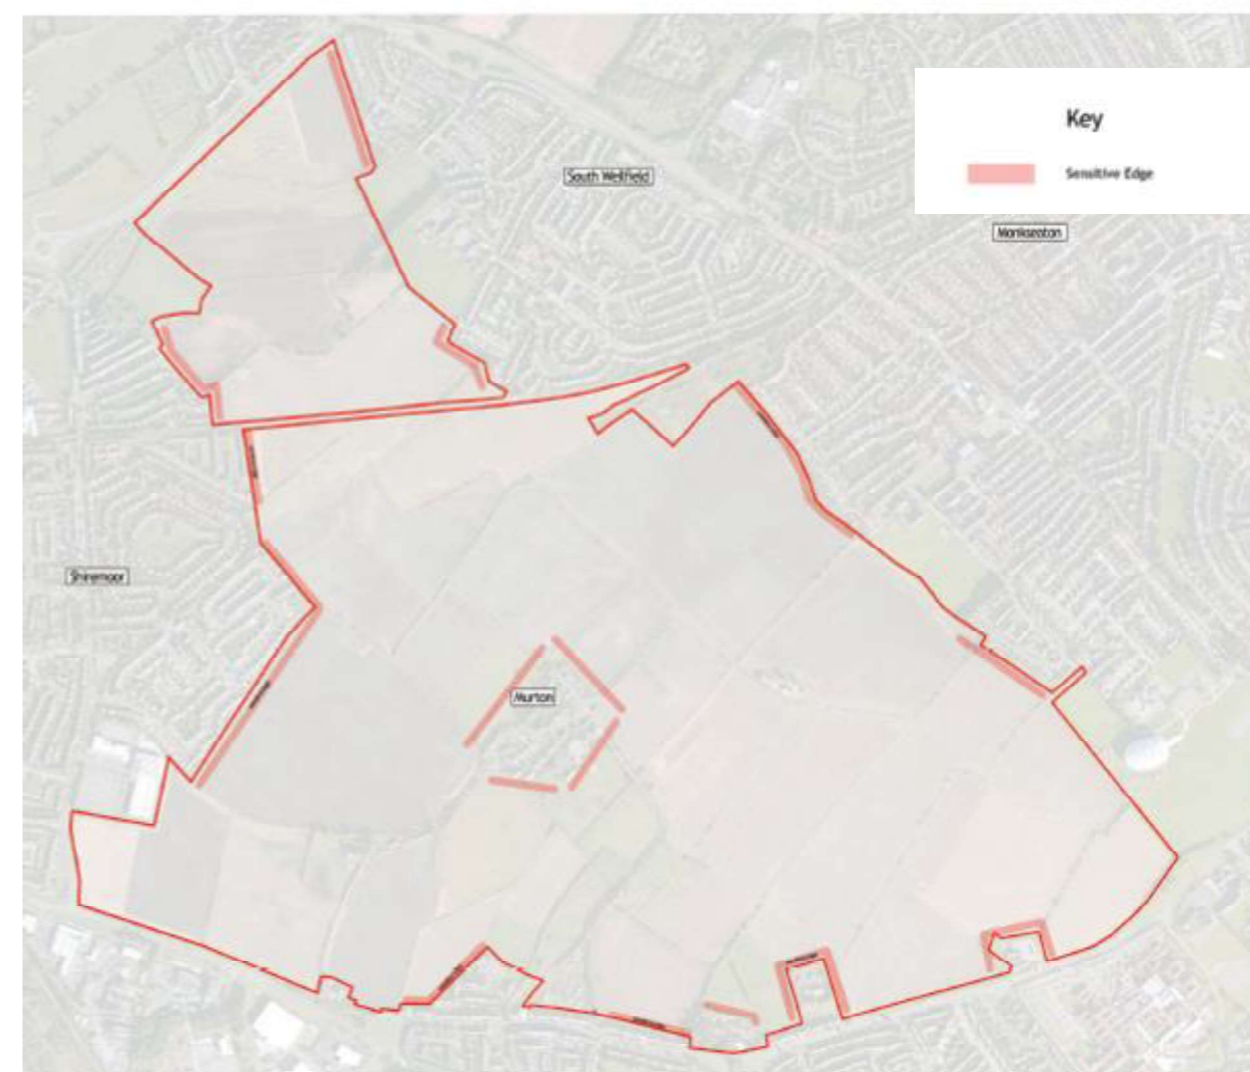 Key
Sensitive Edge
South Wellfield
Monkseaton
Shiremoor
Murton